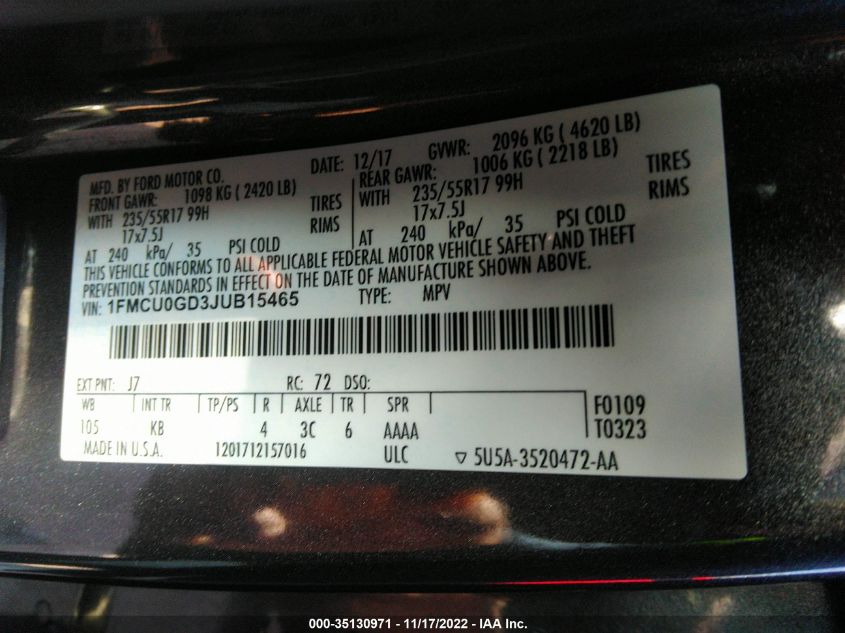 MFD. BY FORD MOTOR CO. DATE: 12/17 GVWR: 2096 KG ( 4620 LB)
FRONT GAWR: 1098 KG ( 2420 LB) REAR GAWR: 1006 KG ( 2218 LB)
WITH 235/55R17 99H TIRES WITH 235/55R17 99H TIRES
17x7.5J RIMS 17x7.5J RIMS
AT 240 kPa/ 35 PSI COLD AT 240 kPa/ 35 PSI COLD
THIS VEHICLE CONFORMS TO ALL APPLICABLE FEDERAL MOTOR VEHICLE SAFETY AND THEFT
PREVENTION STANDARDS IN EFFECT ON THE DATE OF MANUFACTURE SHOWN ABOVE.
VIN: 1FMCU0GD3JUB15465 TYPE: MPV
EXT PNT: J7 RC: 72 DSO:
WB INT TR TP/PS R AXLE TR SPR F0109
105 KB 4 3C 6 AAAA T0323
MADE IN U.S.A. 1201712157016 ULC ▽ 5U5A-3520472-AA
000-35130971 - 11/17/2022 - IAA Inc.